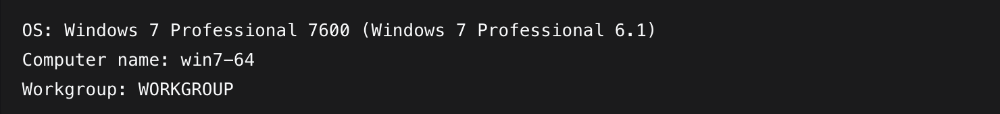 OS: Windows 7 Professional 7600 (Windows 7 Professional 6.1)
Computer name: win7-64
Workgroup: WORKGROUP